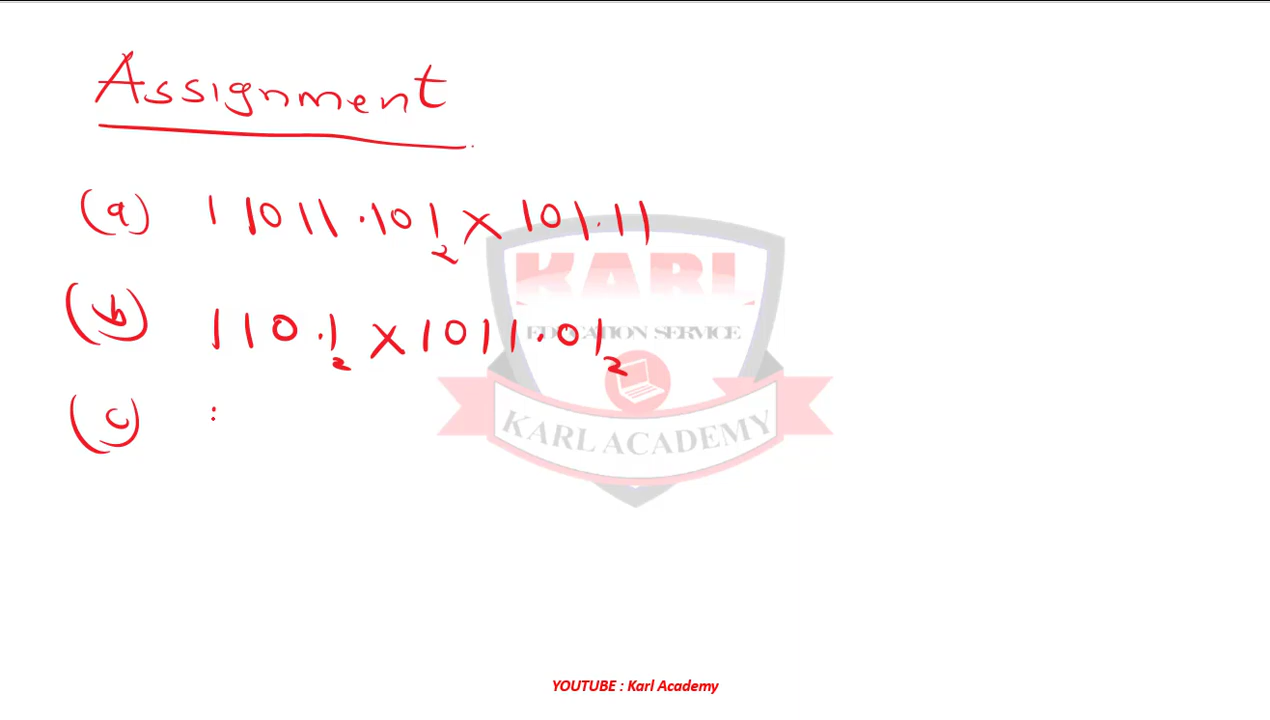 Assignment
(a) 11011.101₂ × 101.11
(b) 110.1₂ × 1011.01₂
(c) :
KARL
EDUCATION SERVICE
KARL ACADEMY
YOUTUBE : Karl Academy